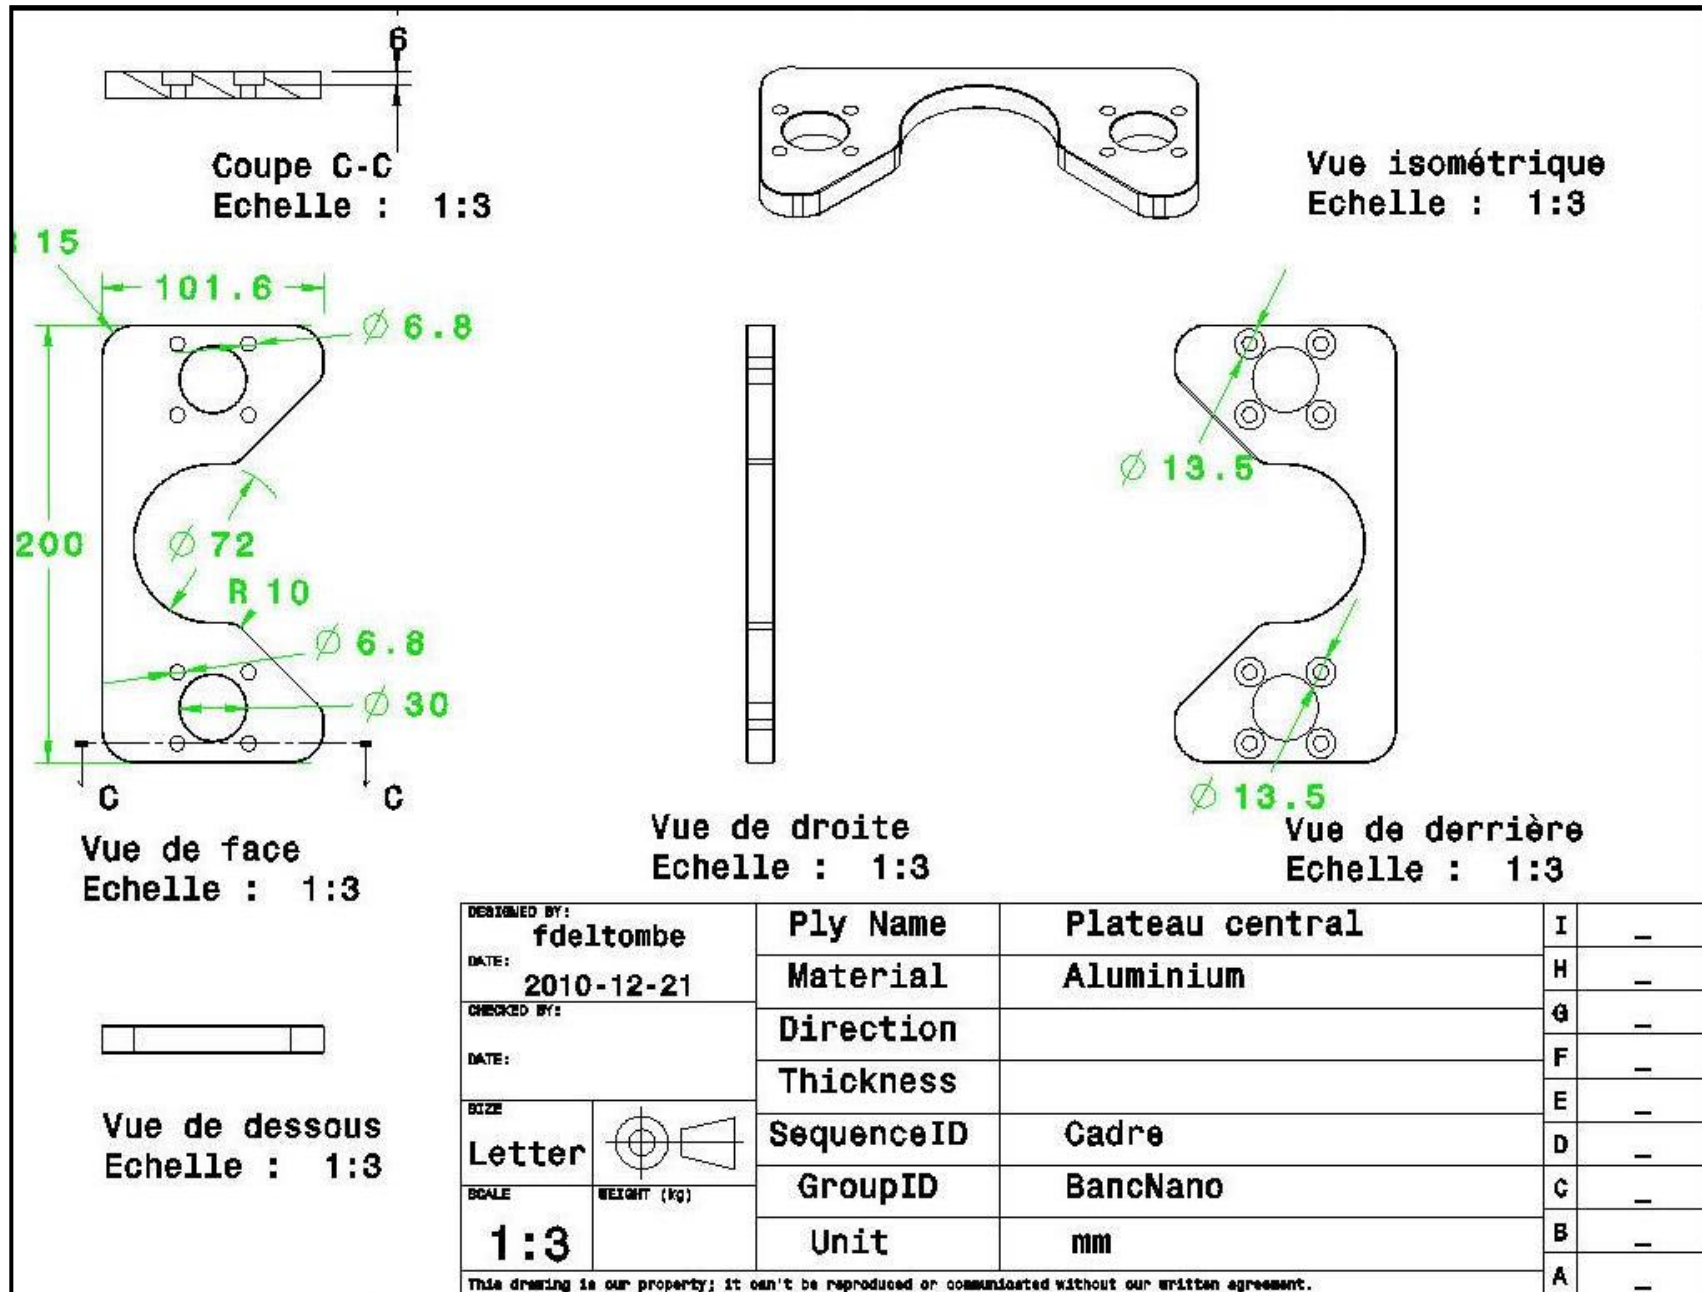 6
Coupe C-C
Echelle : 1:3
Vue isométrique
Echelle : 1:3
15
101.6
Ø 6.8
Ø 13.5
200
Ø 72
R 10
Ø 6.8
Ø 30
Ø 13.5
C
C
Vue de face
Echelle : 1:3
Vue de droite
Echelle : 1:3
Vue de derrière
Echelle : 1:3
Vue de dessous
Echelle : 1:3
DESIGNED BY:
fdeltombe
DATE:
2010-12-21
CHECKED BY:
DATE:
SIZE
Letter
SCALE
1:3
WEIGHT (kg)
Ply Name Plateau central
Material Aluminium
Direction
Thickness
SequenceID Cadre
GroupID BancNano
Unit mm
I _
H _
G _
F _
E _
D _
C _
B _
A _
This drawing is our property; it can't be reproduced or communicated without our written agreement.